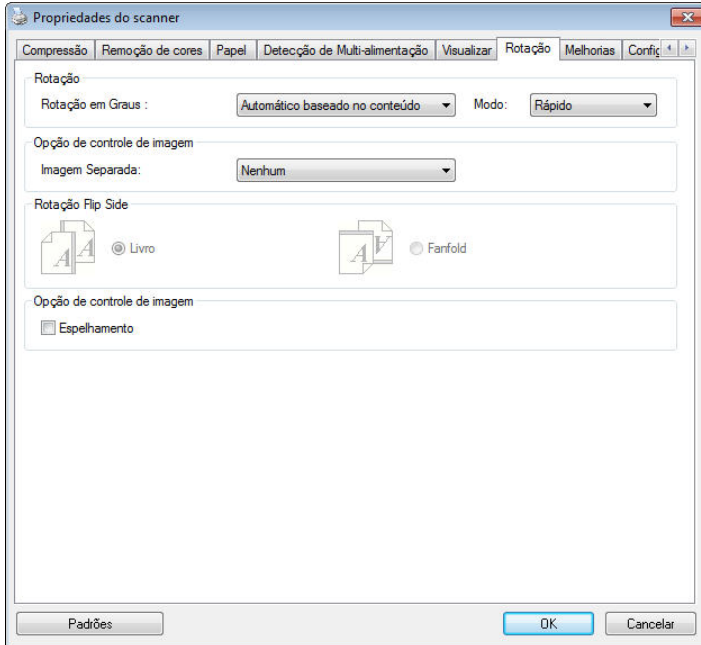 Propriedades do scanner
Compressão Remoção de cores Papel Detecção de Multi-alimentação Visualizar Rotação Melhorias
Rotação
Rotação em Graus : Automático baseado no conteúdo Modo: Rápido
Opção de controle de imagem
Imagem Separada: Nenhum
Rotação Flip Side
A A Livro A A Fanfold
Opção de controle de imagem
Espelhamento
Padrões OK Cancelar